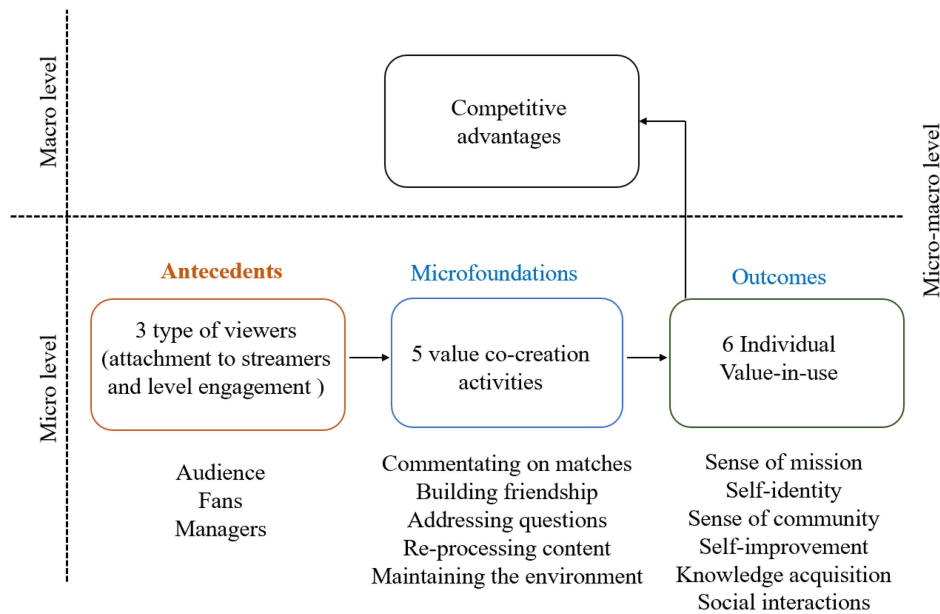 Macro level
Competitive
advantages
Micro-macro level
Micro level
Antecedents
3 type of viewers
(attachment to streamers
and level engagement )
Audience
Fans
Managers
Microfoundations
5 value co-creation
activities
Commentating on matches
Building friendship
Addressing questions
Re-processing content
Maintaining the environment
Outcomes
6 Individual
Value-in-use
Sense of mission
Self-identity
Sense of community
Self-improvement
Knowledge acquisition
Social interactions